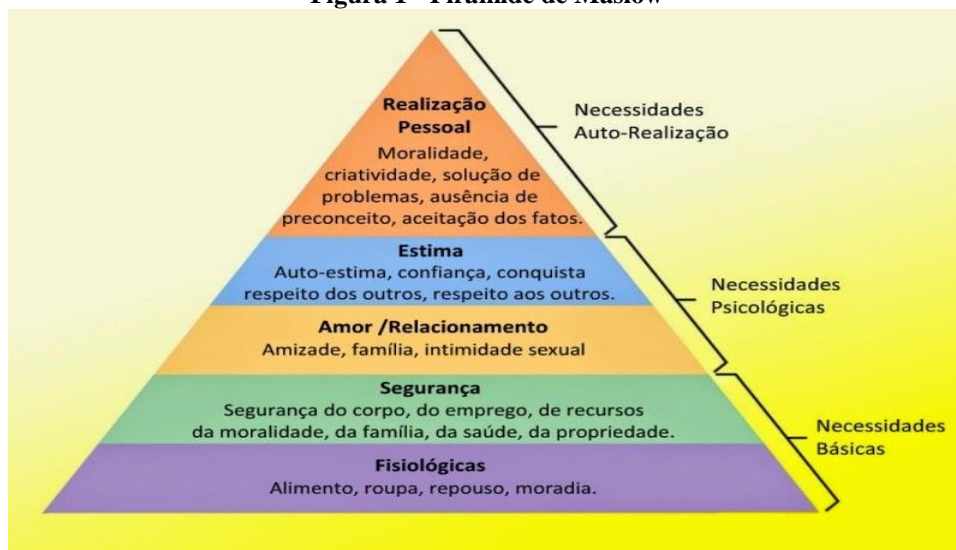 Figura 1 - Pirâmide de Maslow
Realização
Pessoal
Moralidade,
criatividade, solução de
problemas, ausência de
preconceito, aceitação dos fatos.
Necessidades
Auto-Realização
Estima
Auto-estima, confiança, conquista
respeito dos outros, respeito aos outros.
Necessidades
Psicológicas
Amor /Relacionamento
Amizade, família, intimidade sexual
Segurança
Segurança do corpo, do emprego, de recursos
da moralidade, da família, da saúde, da propriedade.
Necessidades
Básicas
Fisiológicas
Alimento, roupa, repouso, moradia.